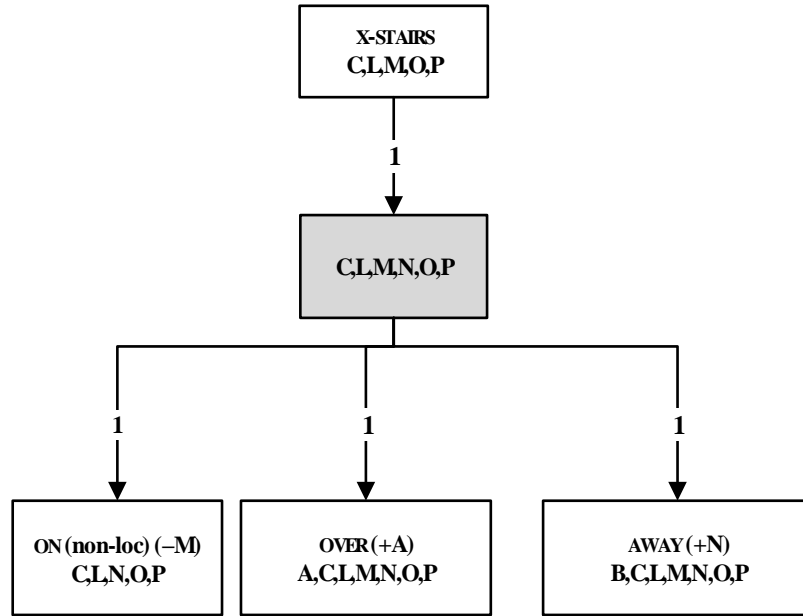 X-STAIRS
C,L,M,O,P
1
C,L,M,N,O,P
1
1
1
ON (non-loc) (–M)
C,L,N,O,P
OVER (+A)
A,C,L,M,N,O,P
AWAY (+N)
B,C,L,M,N,O,P